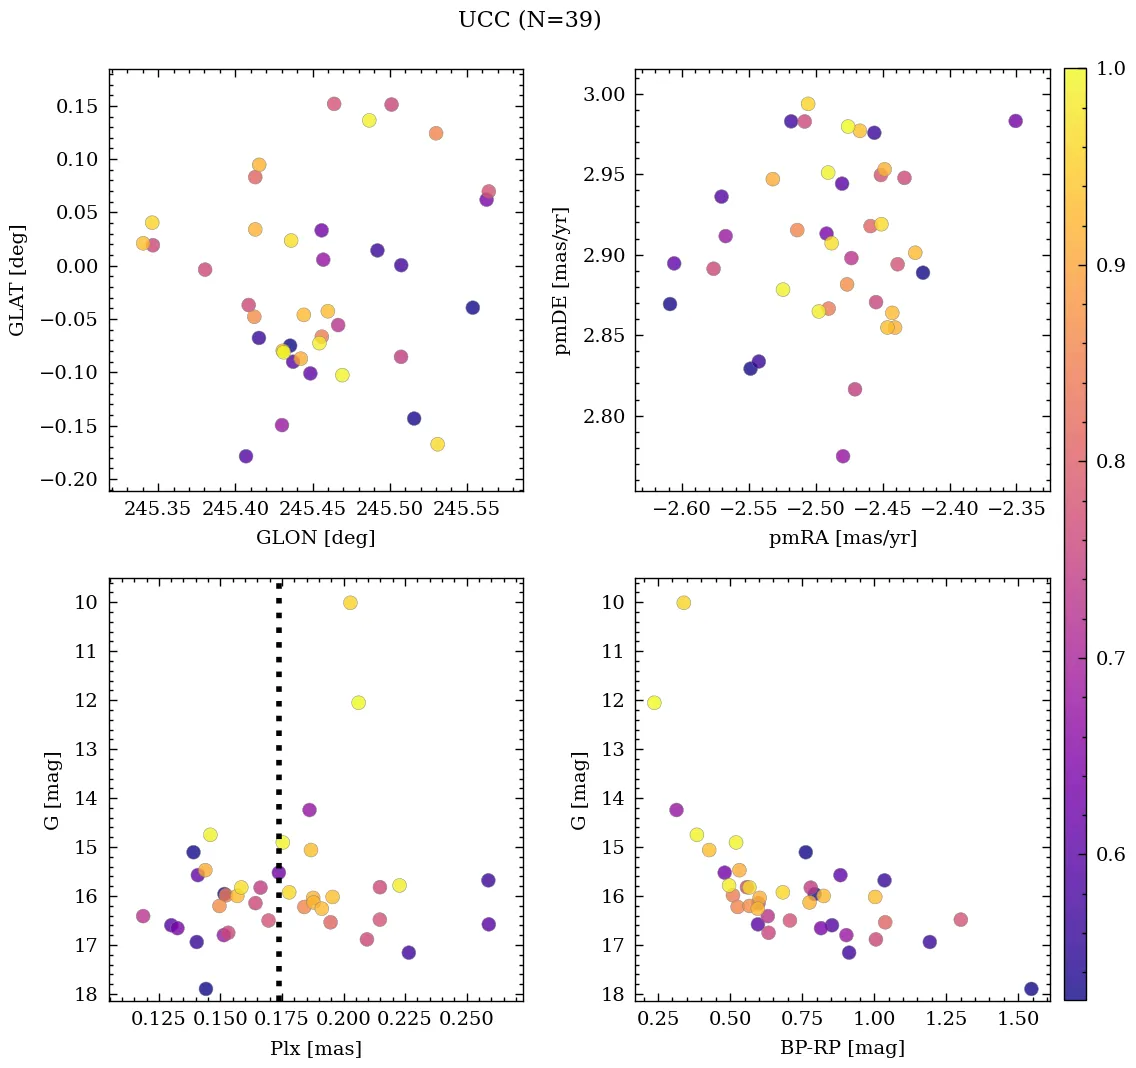 UCC (N=39)
GLAT [deg]
0.15
0.10
0.05
0.00
−0.05
−0.10
−0.15
−0.20
245.35 245.40 245.45 245.50 245.55
GLON [deg]
pmDE [mas/yr]
3.00
2.95
2.90
2.85
2.80
−2.60 −2.55 −2.50 −2.45 −2.40 −2.35
pmRA [mas/yr]
G [mag]
10
11
12
13
14
15
16
17
18
0.125 0.150 0.175 0.200 0.225 0.250
Plx [mas]
G [mag]
10
11
12
13
14
15
16
17
18
0.25 0.50 0.75 1.00 1.25 1.50
BP-RP [mag]
1.0
0.9
0.8
0.7
0.6